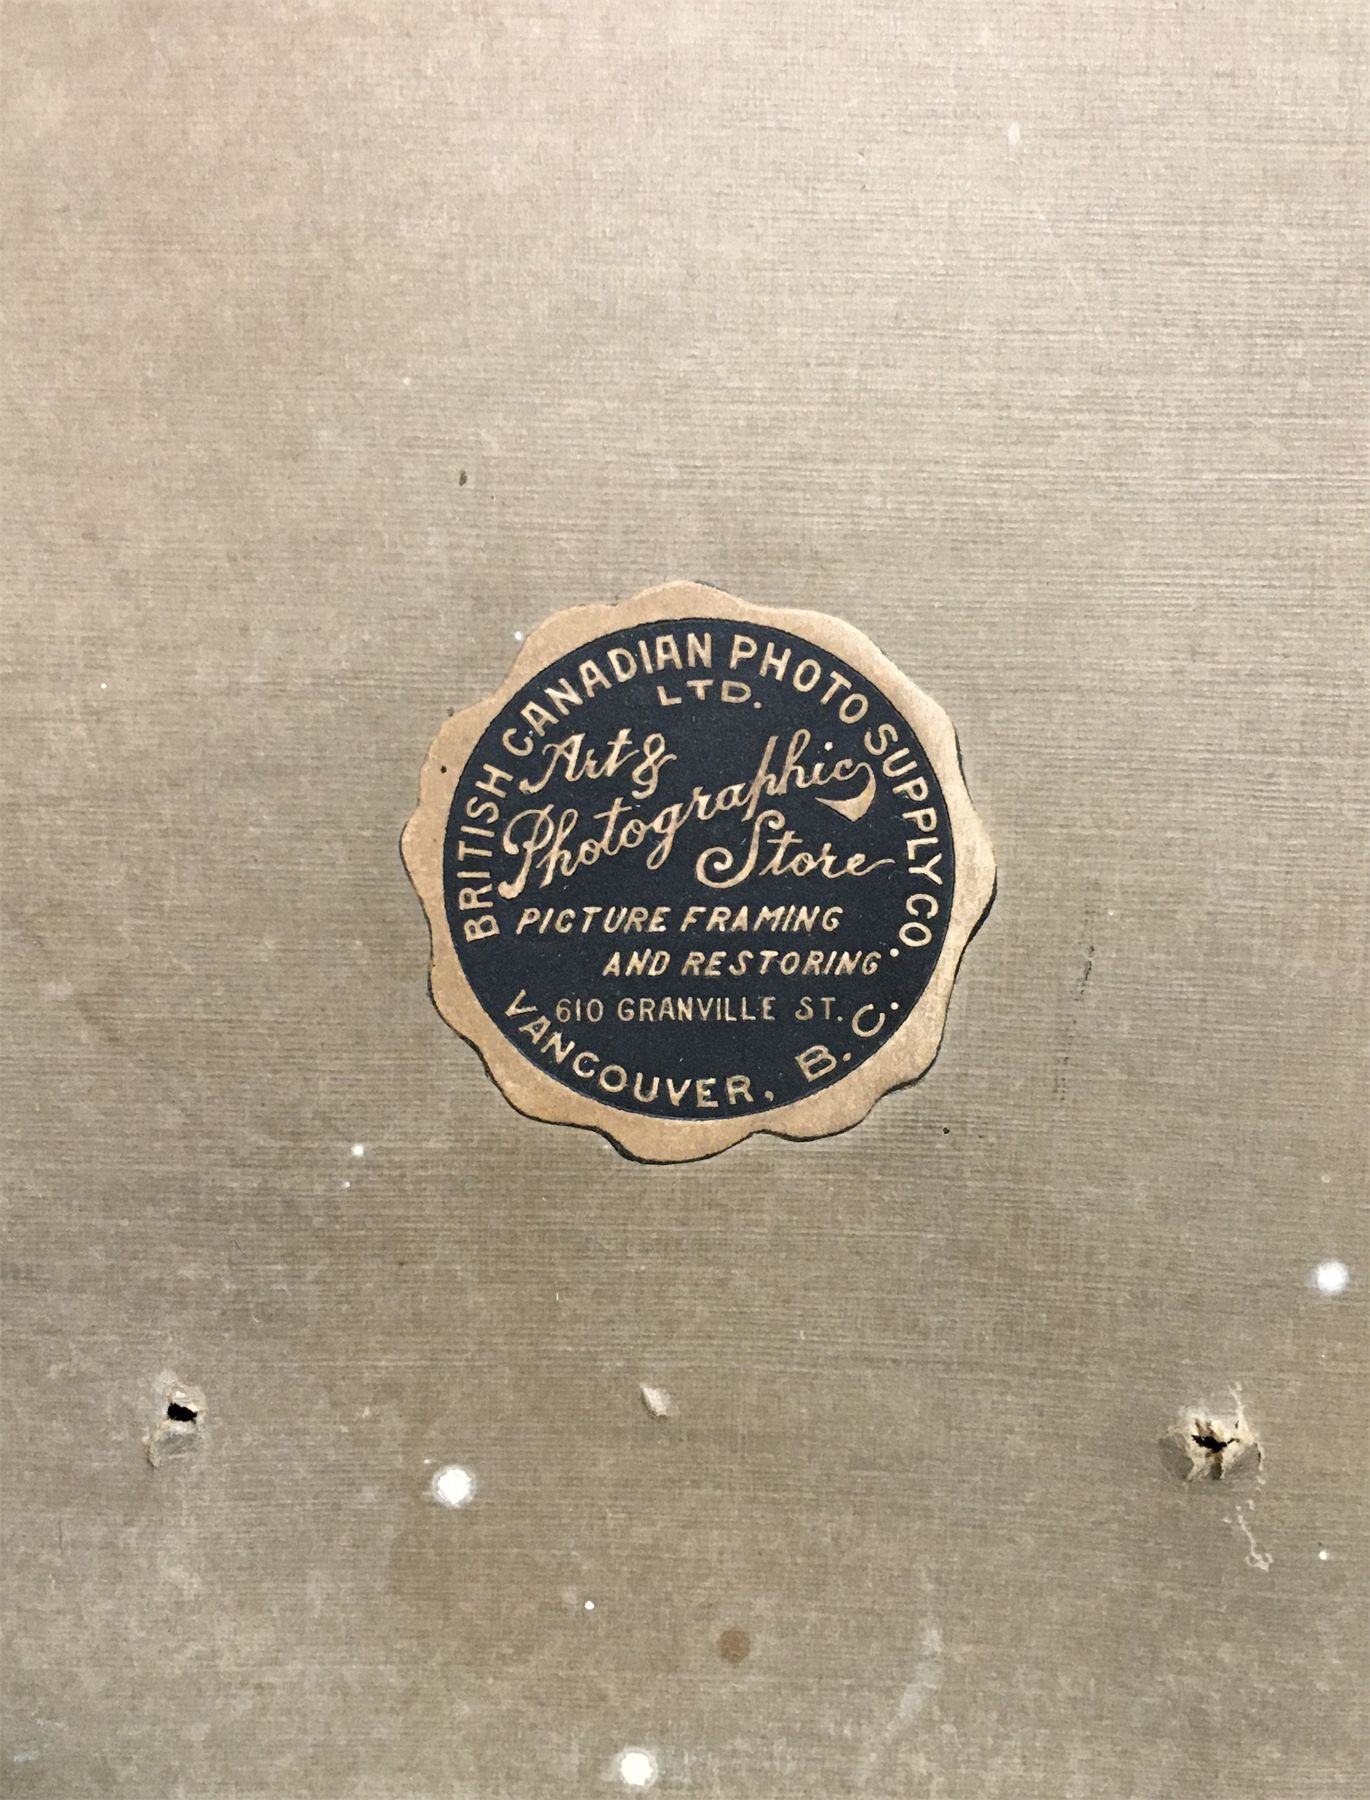 BRITISH CANADIAN PHOTO SUPPLY CO.
LTD.
Art &
Photographic
Store
PICTURE FRAMING
AND RESTORING
610 GRANVILLE ST.
VANCOUVER, B.C.